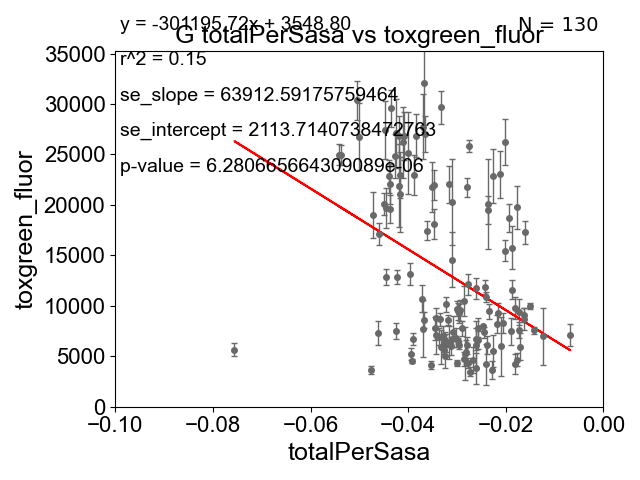 y = -301195.72x + 3548.80
N = 130
G totalPerSasa vs toxgreen_fluor
r^2 = 0.15
se_slope = 63912.59175759464
se_intercept = 2113.7140738472763
p-value = 6.280665664309089e-06
35000
30000
25000
20000
15000
10000
5000
0
toxgreen_fluor
−0.10 −0.08 −0.06 −0.04 −0.02 0.00
totalPerSasa